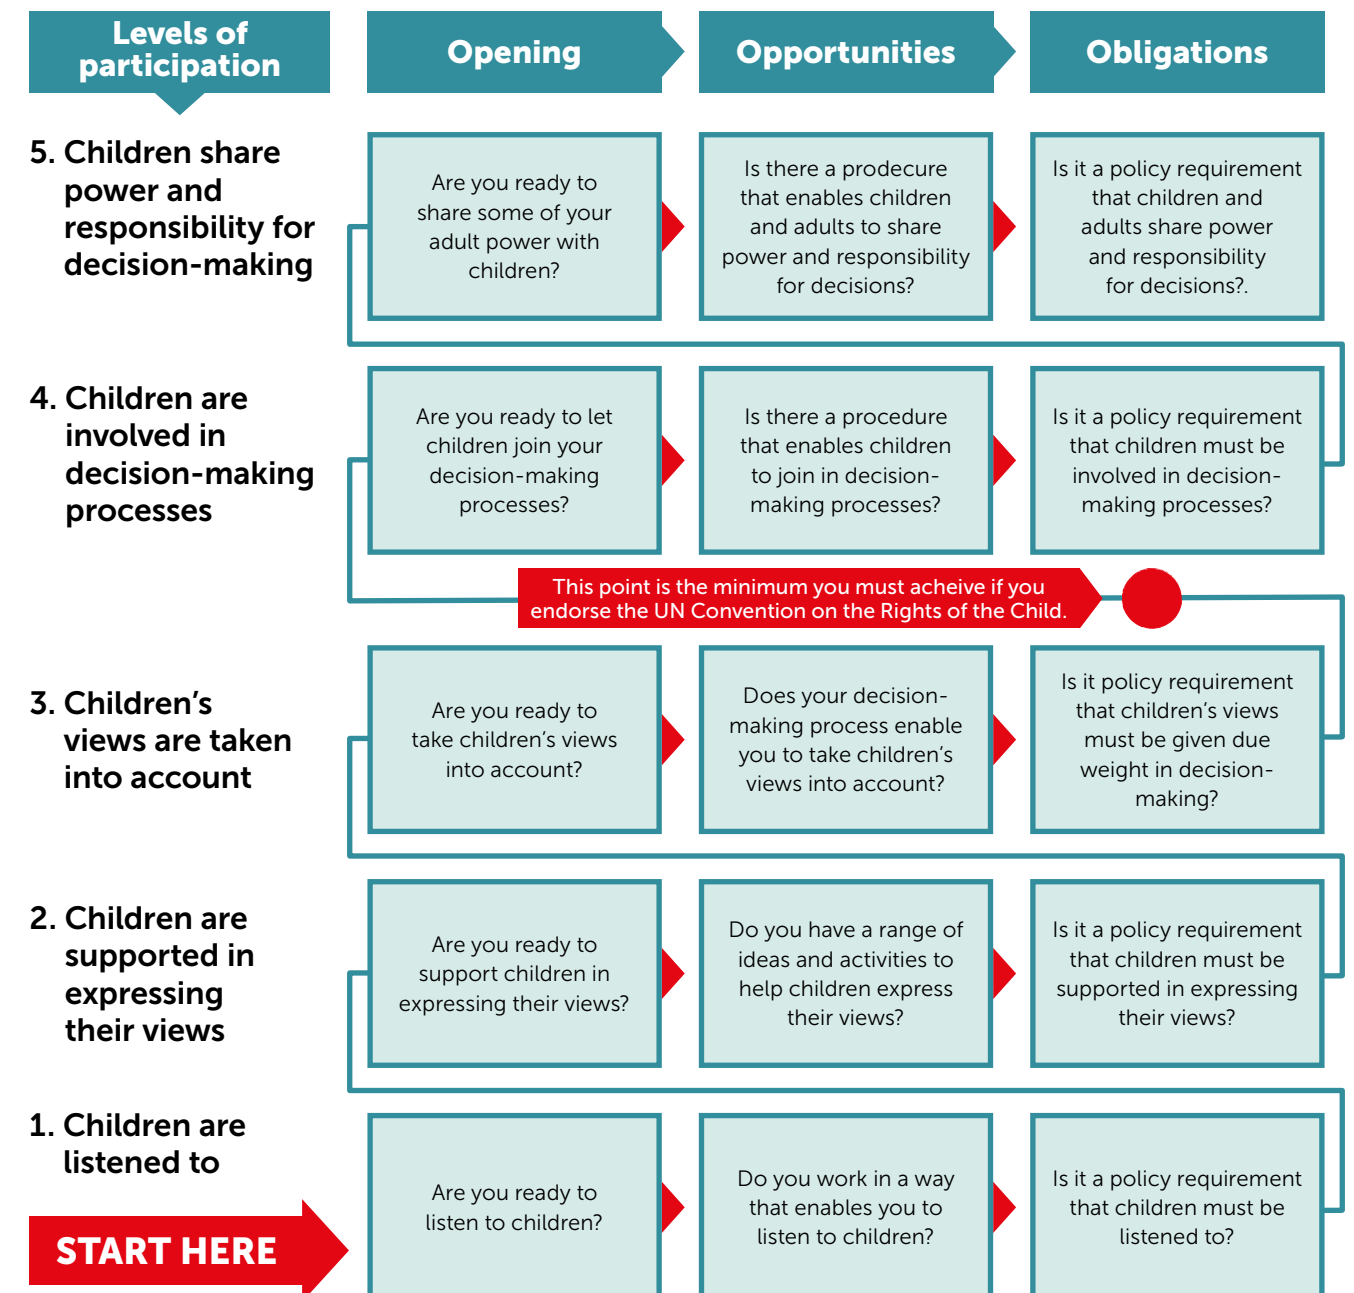 Levels of
participation
Opening
Opportunities
Obligations
5. Children share
power and
responsibility for
decision-making
Are you ready to
share some of your
adult power with
children?
Is there a prodecure
that enables children
and adults to share
power and responsibility
for decisions?
Is it a policy requirement
that children and
adults share power
and responsibility
for decisions?.
4. Children are
involved in
decision-making
processes
Are you ready to let
children join your
decision-making
processes?
Is there a procedure
that enables children
to join in decision-
making processes?
Is it a policy requirement
that children must be
involved in decision-
making processes?
This point is the minimum you must acheive if you
endorse the UN Convention on the Rights of the Child.
3. Children’s
views are taken
into account
Are you ready to
take children’s views
into account?
Does your decision-
making process enable
you to take children’s
views into account?
Is it policy requirement
that children’s views
must be given due
weight in decision-
making?
2. Children are
supported in
expressing
their views
Are you ready to
support children in
expressing their views?
Do you have a range of
ideas and activities to
help children express
their views?
Is it a policy requirement
that children must be
supported in expressing
their views?
1. Children are
listened to
START HERE
Are you ready to
listen to children?
Do you work in a way
that enables you to
listen to children?
Is it a policy requirement
that children must be
listened to?